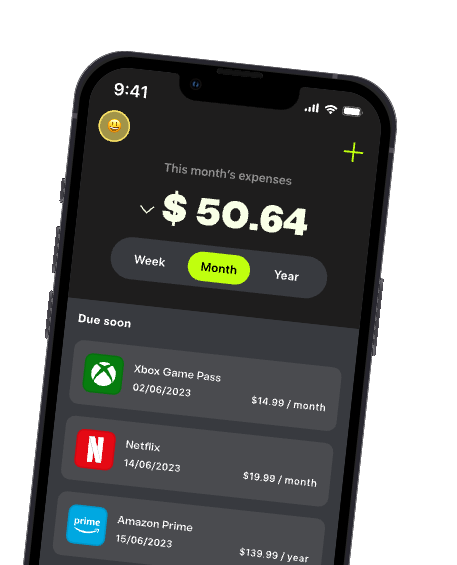 9:41
This month's expenses
$ 50.64
Week Month Year
Due soon
Xbox Game Pass
02/06/2023
$14.99 / month
N
Netflix
14/06/2023
$19.99 / month
prime
Amazon Prime
15/06/2023
$139.99 / year